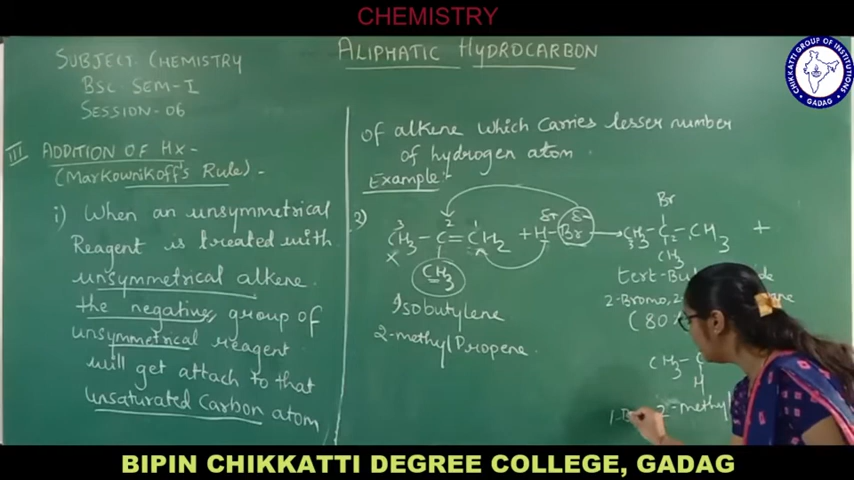 CHEMISTRY
CHIKKATTI GROUP OF INSTITUTIONS
GADAG
SUBJECT: CHEMISTRY
BSC SEM-I
SESSION-06
ALIPHATIC HYDROCARBON
III ADDITION OF HX-
(MARKOWNIKOFF'S RULE)-
i) When an unsymmetrical
Reagent is treated with
unsymmetrical alkene.
the negative, group of
unsymmetrical reagent
will get attach to that
unsaturated Carbon atom
of alkene which carries lesser number
of hydrogen atom.
Example:-
Br
δ+ δ-
3 2 1
2) CH3 - C = CH2 + H - Br → CH3 - C - CH3 +
x CH3 CH3
Isobutylene
2-methyl Propene.
tert-But
2-Bromo, 2
(80
CH3 - C
H
2-methyl
BIPIN CHIKKATTI DEGREE COLLEGE, GADAG